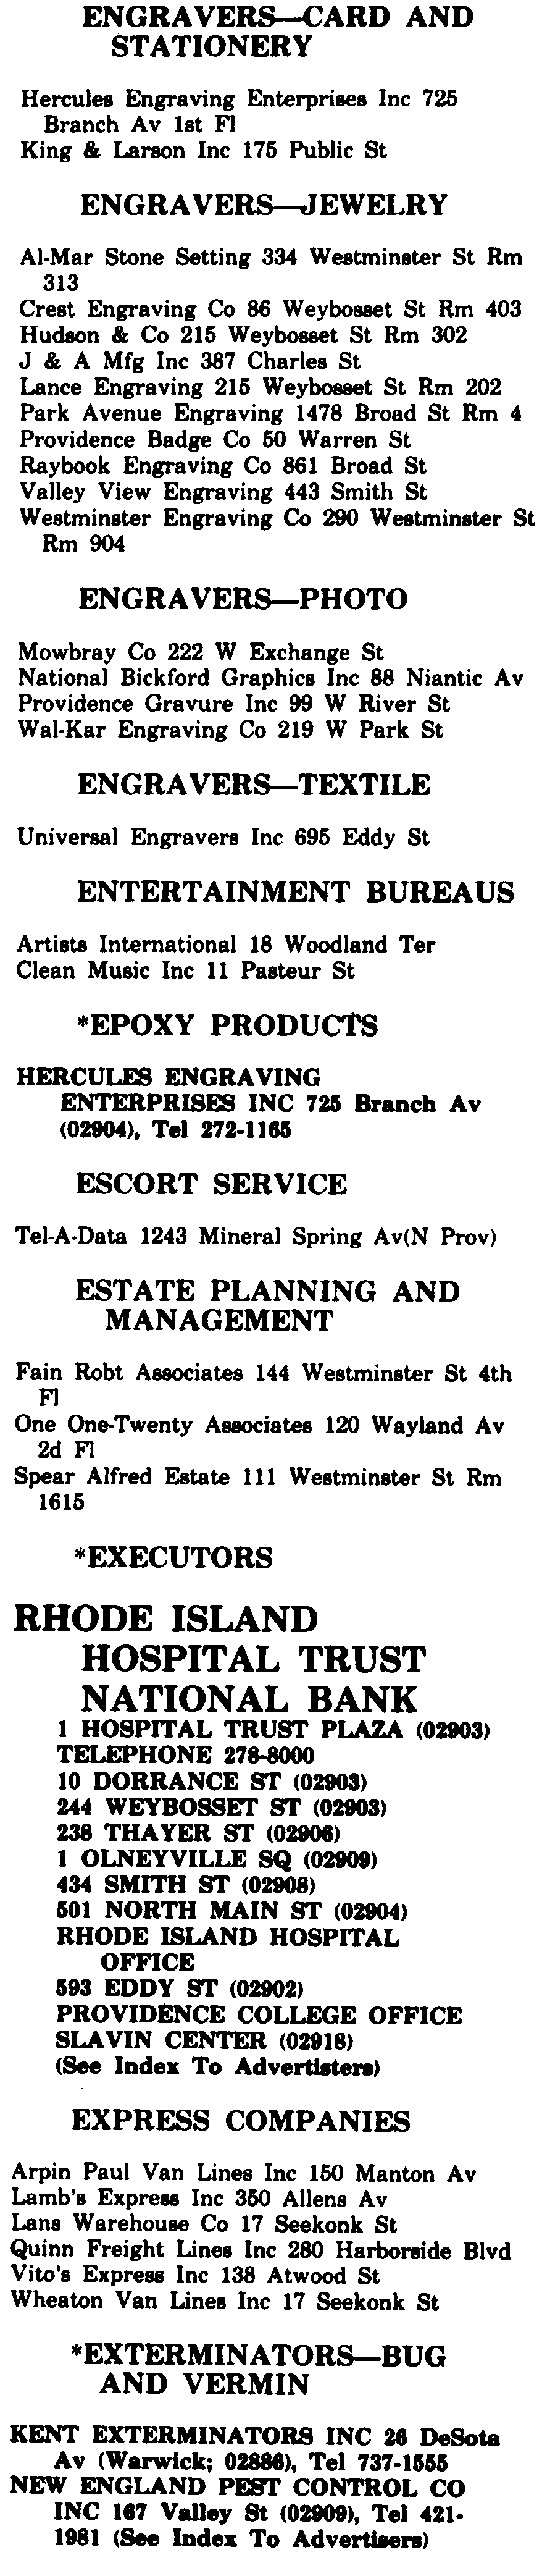 ENGRAVERS—CARD AND
STATIONERY
Hercules Engraving Enterprises Inc 725
Branch Av 1st Fl
King & Larson Inc 175 Public St
ENGRAVERS—JEWELRY
Al-Mar Stone Setting 334 Westminster St Rm
313
Crest Engraving Co 86 Weybosset St Rm 403
Hudson & Co 215 Weybosset St Rm 302
J & A Mfg Inc 387 Charles St
Lance Engraving 215 Weybosset St Rm 202
Park Avenue Engraving 1478 Broad St Rm 4
Providence Badge Co 50 Warren St
Raybook Engraving Co 861 Broad St
Valley View Engraving 443 Smith St
Westminster Engraving Co 290 Westminster St
Rm 904
ENGRAVERS—PHOTO
Mowbray Co 222 W Exchange St
National Bickford Graphics Inc 88 Niantic Av
Providence Gravure Inc 99 W River St
Wal-Kar Engraving Co 219 W Park St
ENGRAVERS—TEXTILE
Universal Engravers Inc 695 Eddy St
ENTERTAINMENT BUREAUS
Artists International 18 Woodland Ter
Clean Music Inc 11 Pasteur St
*EPOXY PRODUCTS
HERCULES ENGRAVING
ENTERPRISES INC 725 Branch Av
(02904), Tel 272-1165
ESCORT SERVICE
Tel-A-Data 1243 Mineral Spring Av(N Prov)
ESTATE PLANNING AND
MANAGEMENT
Fain Robt Associates 144 Westminster St 4th
Fl
One One-Twenty Associates 120 Wayland Av
2d Fl
Spear Alfred Estate 111 Westminster St Rm
1615
*EXECUTORS
RHODE ISLAND
HOSPITAL TRUST
NATIONAL BANK
1 HOSPITAL TRUST PLAZA (02903)
TELEPHONE 278-8000
10 DORRANCE ST (02903)
244 WEYBOSSET ST (02903)
238 THAYER ST (02906)
1 OLNEYVILLE SQ (02909)
434 SMITH ST (02908)
501 NORTH MAIN ST (02904)
RHODE ISLAND HOSPITAL
OFFICE
593 EDDY ST (02902)
PROVIDENCE COLLEGE OFFICE
SLAVIN CENTER (02918)
(See Index To Advertisters)
EXPRESS COMPANIES
Arpin Paul Van Lines Inc 150 Manton Av
Lamb's Express Inc 350 Allens Av
Lans Warehouse Co 17 Seekonk St
Quinn Freight Lines Inc 280 Harborside Blvd
Vito's Express Inc 138 Atwood St
Wheaton Van Lines Inc 17 Seekonk St
*EXTERMINATORS—BUG
AND VERMIN
KENT EXTERMINATORS INC 26 DeSota
Av (Warwick; 02886), Tel 737-1555
NEW ENGLAND PEST CONTROL CO
INC 167 Valley St (02909), Tel 421-
1981 (See Index To Advertisers)